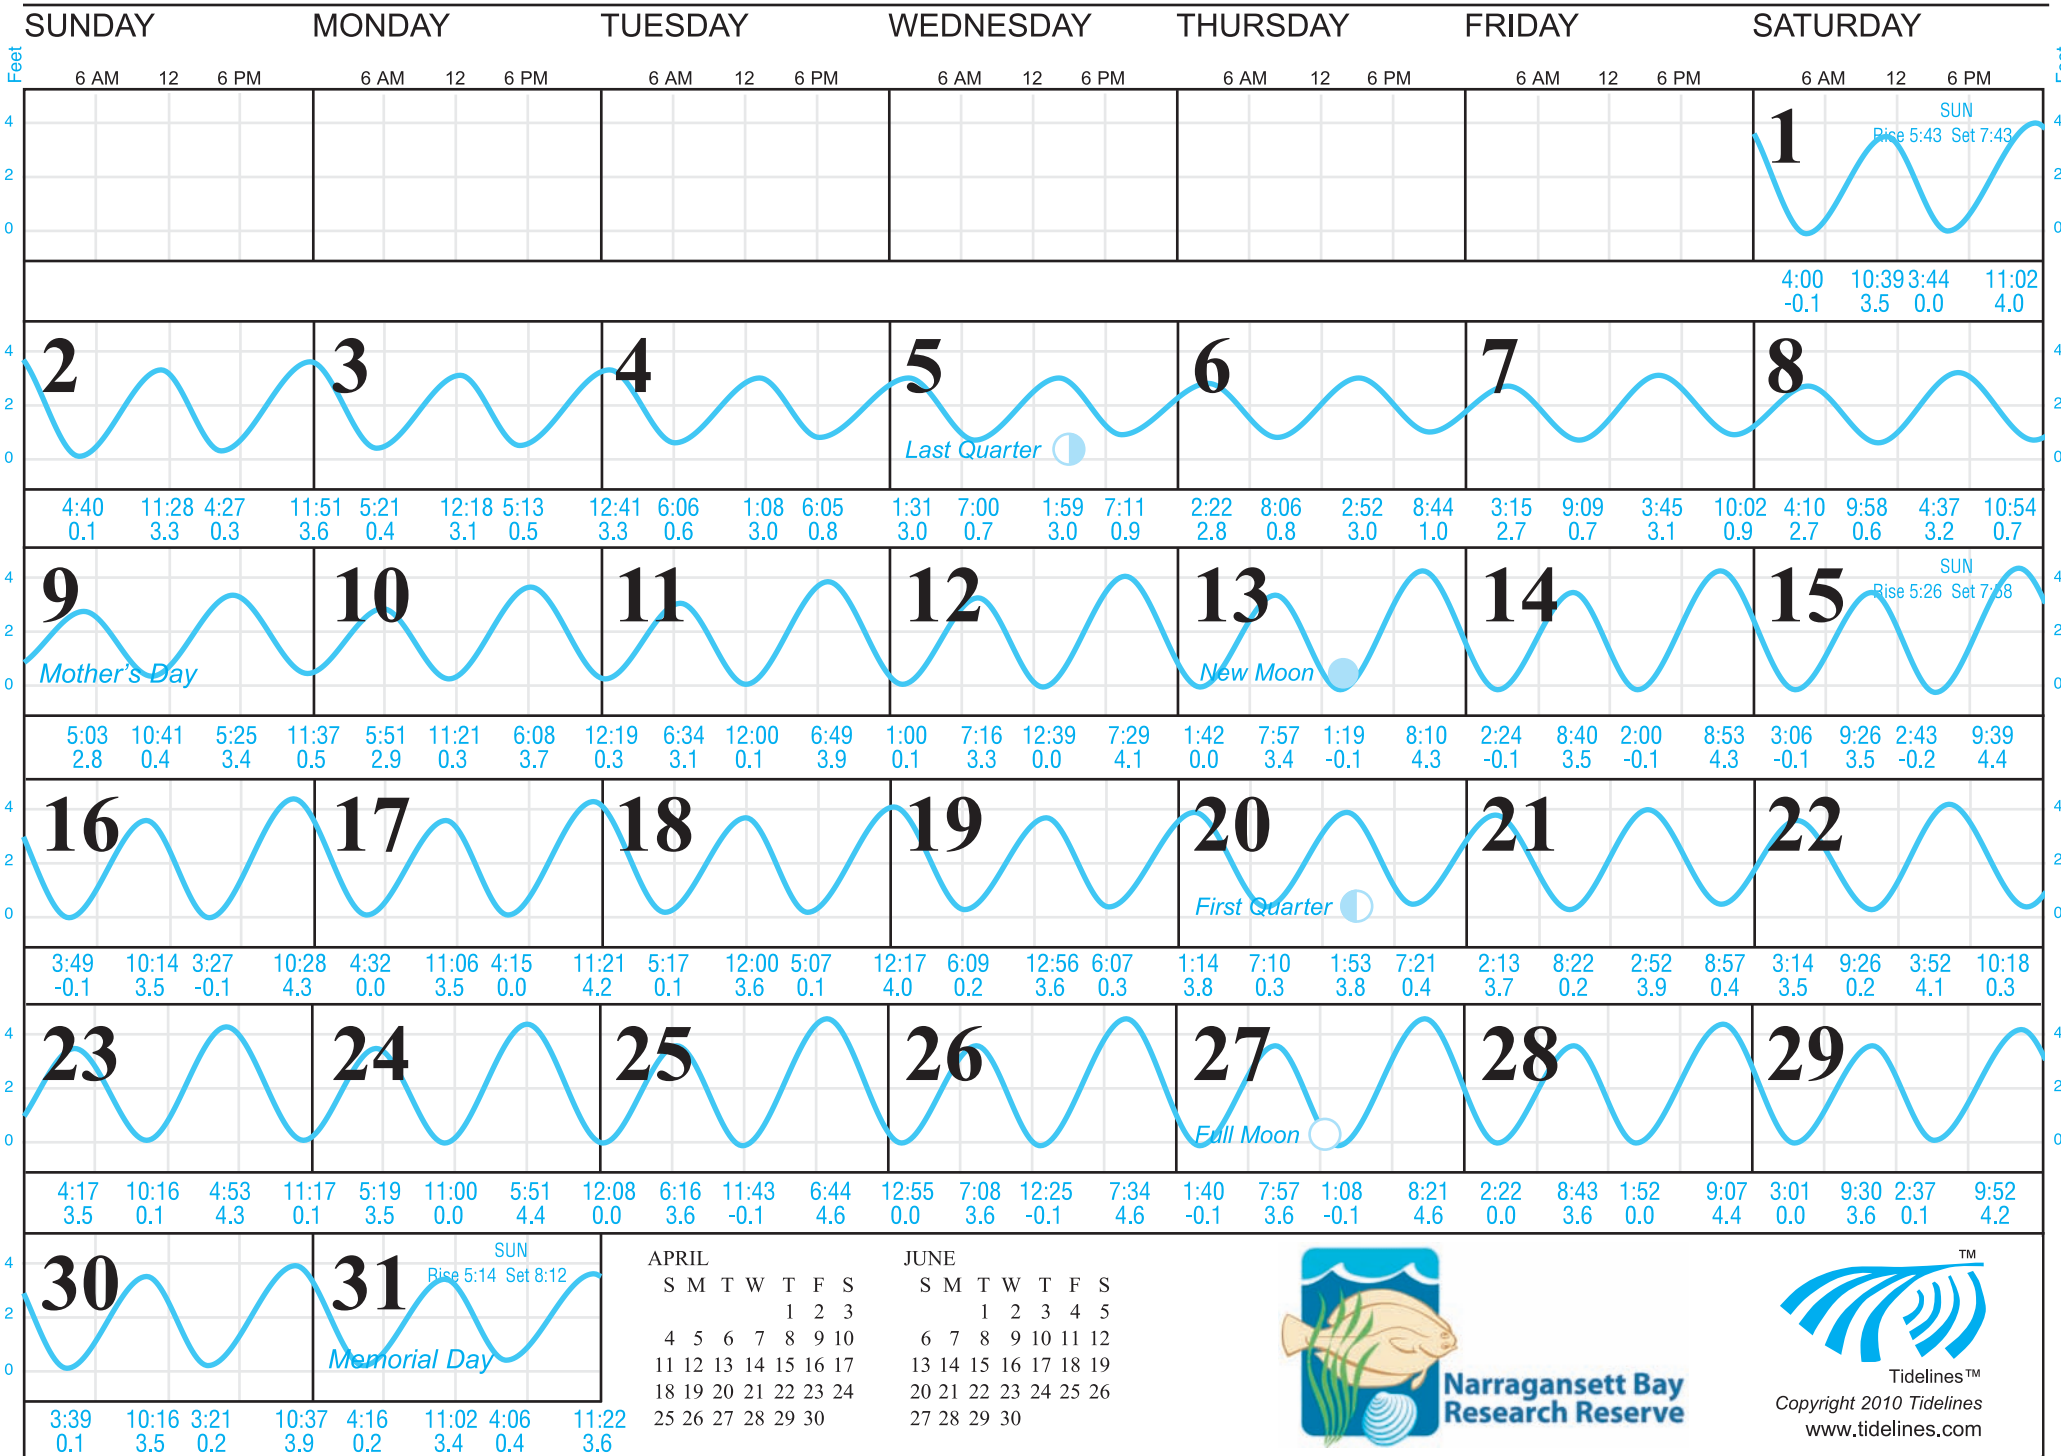 SUNDAY MONDAY TUESDAY WEDNESDAY THURSDAY FRIDAY SATURDAY
Feet 6 AM 12 6 PM 6 AM 12 6 PM 6 AM 12 6 PM 6 AM 12 6 PM 6 AM 12 6 PM 6 AM 12 6 PM 6 AM 12 6 PM
4 1 SUN 4
Rise 5:43 Set 7:43
2 2
0 0
4:00 10:39 3:44 11:02
-0.1 3.5 0.0 4.0
4 2 3 4 5 6 7 8 4
2 2
Last Quarter
0 0
4:40 11:28 4:27 11:51 5:21 12:18 5:13 12:41 6:06 1:08 6:05 1:31 7:00 1:59 7:11 2:22 8:06 2:52 8:44 3:15 9:09 3:45 10:02 4:10 9:58 4:37 10:54
0.1 3.3 0.3 3.6 0.4 3.1 0.5 3.3 0.6 3.0 0.8 3.0 0.7 3.0 0.9 2.8 0.8 3.0 1.0 2.7 0.7 3.1 0.9 2.7 0.6 3.2 0.7
4 9 10 11 12 13 14 15 SUN 4
Rise 5:26 Set 7:58
2 2
Mother's Day New Moon
0 0
5:03 10:41 5:25 11:37 5:51 11:21 6:08 12:19 6:34 12:00 6:49 1:00 7:16 12:39 7:29 1:42 7:57 1:19 8:10 2:24 8:40 2:00 8:53 3:06 9:26 2:43 9:39
2.8 0.4 3.4 0.5 2.9 0.3 3.7 0.3 3.1 0.1 3.9 0.1 3.3 0.0 4.1 0.0 3.4 -0.1 4.3 -0.1 3.5 -0.1 4.3 -0.1 3.5 -0.2 4.4
4 16 17 18 19 20 21 22 4
2 2
First Quarter
0 0
3:49 10:14 3:27 10:28 4:32 11:06 4:15 11:21 5:17 12:00 5:07 12:17 6:09 12:56 6:07 1:14 7:10 1:53 7:21 2:13 8:22 2:52 8:57 3:14 9:26 3:52 10:18
-0.1 3.5 -0.1 4.3 0.0 3.5 0.0 4.2 0.1 3.6 0.1 4.0 0.2 3.6 0.3 3.8 0.3 3.8 0.4 3.7 0.2 3.9 0.4 3.5 0.2 4.1 0.3
4 23 24 25 26 27 28 29 4
2 2
Full Moon
0 0
4:17 10:16 4:53 11:17 5:19 11:00 5:51 12:08 6:16 11:43 6:44 12:55 7:08 12:25 7:34 1:40 7:57 1:08 8:21 2:22 8:43 1:52 9:07 3:01 9:30 2:37 9:52
3.5 0.1 4.3 0.1 3.5 0.0 4.4 0.0 3.6 -0.1 4.6 0.0 3.6 -0.1 4.6 -0.1 3.6 -0.1 4.6 0.0 3.6 0.0 4.4 0.0 3.6 0.1 4.2
4 30 31 SUN
Rise 5:14 Set 8:12
2
Memorial Day
0
3:39 10:16 3:21 10:37 4:16 11:02 4:06 11:22
0.1 3.5 0.2 3.9 0.2 3.4 0.4 3.6
APRIL
S M T W T F S
1 2 3
4 5 6 7 8 9 10
11 12 13 14 15 16 17
18 19 20 21 22 23 24
25 26 27 28 29 30
JUNE
S M T W T F S
1 2 3 4 5
6 7 8 9 10 11 12
13 14 15 16 17 18 19
20 21 22 23 24 25 26
27 28 29 30
Narragansett Bay
Research Reserve
TM
Tidelines™
Copyright 2010 Tidelines
www.tidelines.com